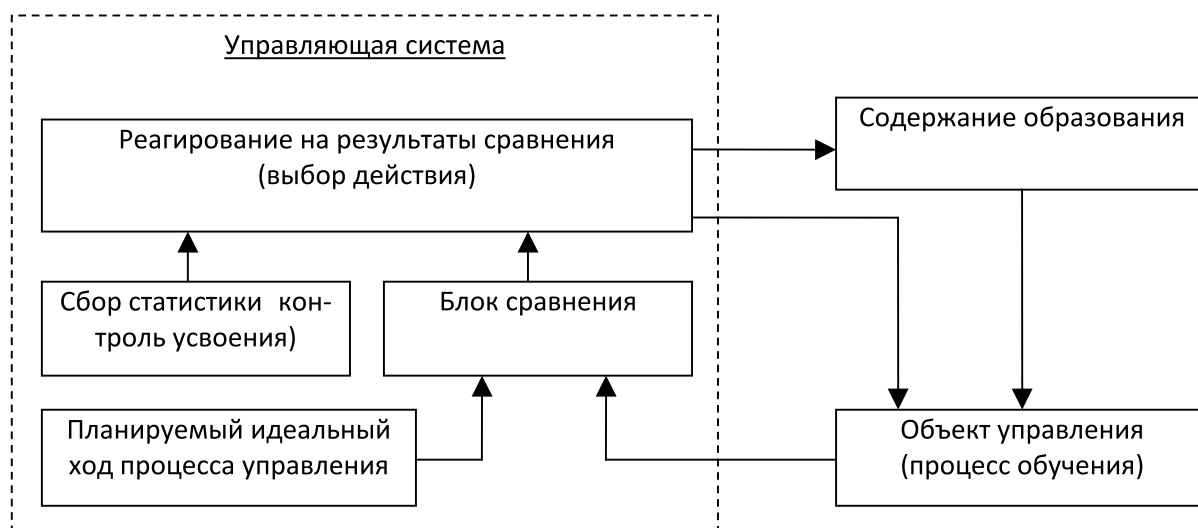 Управляющая система
Реагирование на результаты сравнения
(выбор действия)
Содержание образования
Сбор статистики кон-
троль усвоения)
Блок сравнения
Планируемый идеальный
ход процесса управления
Объект управления
(процесс обучения)